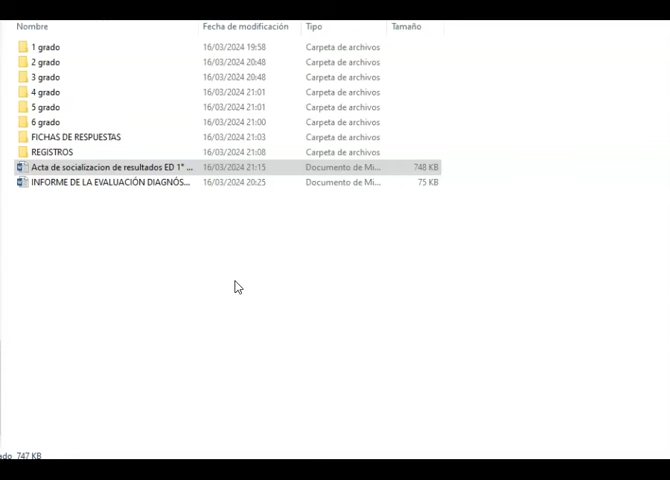 Nombre Fecha de modificación Tipo Tamaño
1 grado 16/03/2024 19:58 Carpeta de archivos
2 grado 16/03/2024 20:48 Carpeta de archivos
3 grado 16/03/2024 20:48 Carpeta de archivos
4 grado 16/03/2024 21:01 Carpeta de archivos
5 grado 16/03/2024 21:01 Carpeta de archivos
6 grado 16/03/2024 21:00 Carpeta de archivos
FICHAS DE RESPUESTAS 16/03/2024 21:03 Carpeta de archivos
REGISTROS 16/03/2024 21:08 Carpeta de archivos
Acta de socializacion de resultados ED 1° ... 16/03/2024 21:15 Documento de Mi... 748 KB
INFORME DE LA EVALUACIÓN DIAGNÓS... 16/03/2024 20:25 Documento de Mi... 75 KB
ado 747 KB